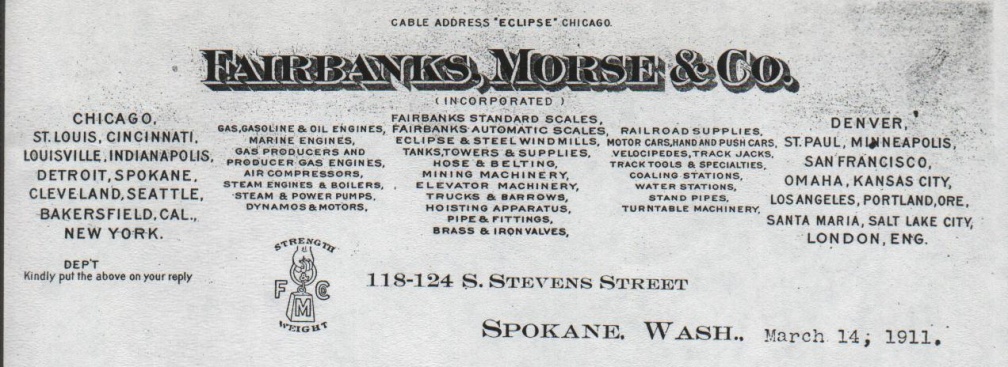 CABLE ADDRESS "ECLIPSE" CHICAGO.
FAIRBANKS, MORSE & CO.
(INCORPORATED)
CHICAGO,
ST. LOUIS, CINCINNATI,
LOUISVILLE, INDIANAPOLIS,
DETROIT, SPOKANE,
CLEVELAND, SEATTLE,
BAKERSFIELD, CAL.,
NEW YORK.
DEP'T
Kindly put the above on your reply
GAS, GASOLINE & OIL ENGINES,
MARINE ENGINES,
GAS PRODUCERS AND
PRODUCER GAS ENGINES,
AIR COMPRESSORS,
STEAM ENGINES & BOILERS,
STEAM & POWER PUMPS,
DYNAMOS & MOTORS,
FAIRBANKS STANDARD SCALES,
FAIRBANKS AUTOMATIC SCALES,
ECLIPSE & STEEL WINDMILLS,
TANKS, TOWERS & SUPPLIES,
HOSE & BELTING,
MINING MACHINERY,
ELEVATOR MACHINERY,
TRUCKS & BARROWS,
HOISTING APPARATUS,
PIPE & FITTINGS,
BRASS & IRON VALVES,
RAILROAD SUPPLIES,
MOTOR CARS, HAND AND PUSH CARS,
VELOCIPEDES, TRACK JACKS,
TRACK TOOLS & SPECIALTIES,
COALING STATIONS,
WATER STATIONS,
STAND PIPES,
TURNTABLE MACHINERY,
DENVER,
ST. PAUL, MINNEAPOLIS,
SAN FRANCISCO,
OMAHA, KANSAS CITY,
LOS ANGELES, PORTLAND, ORE,
SANTA MARIA, SALT LAKE CITY,
LONDON, ENG.
STRENGTH
F M C
WEIGHT
118-124 S. STEVENS STREET
SPOKANE, WASH., March 14, 1911.